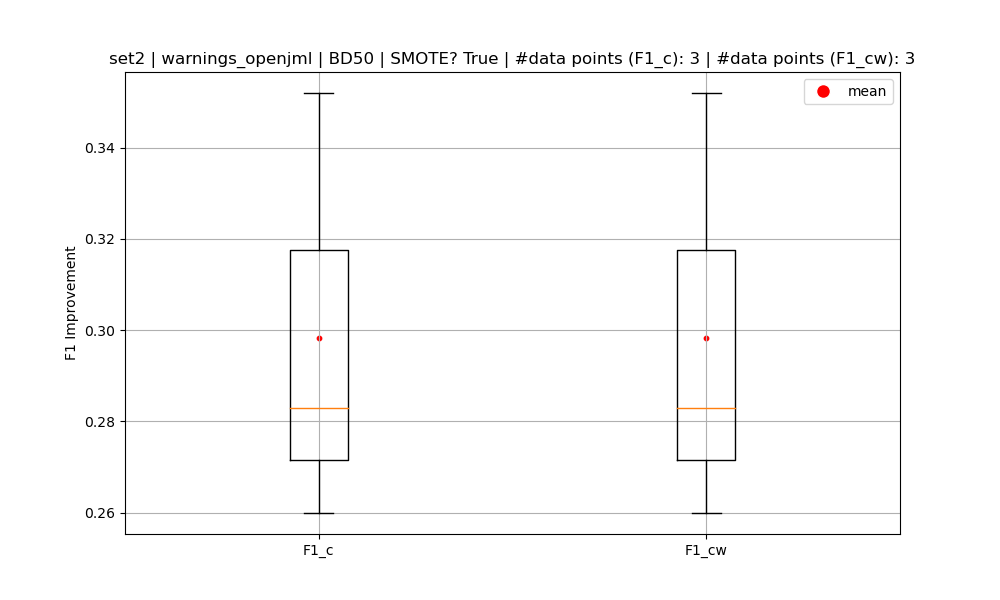 set2 | warnings_openjml | BD50 | SMOTE? True | #data points (F1_c): 3 | #data points (F1_cw): 3
mean
0.34
0.32
0.30
0.28
0.26
F1 Improvement
F1_c
F1_cw